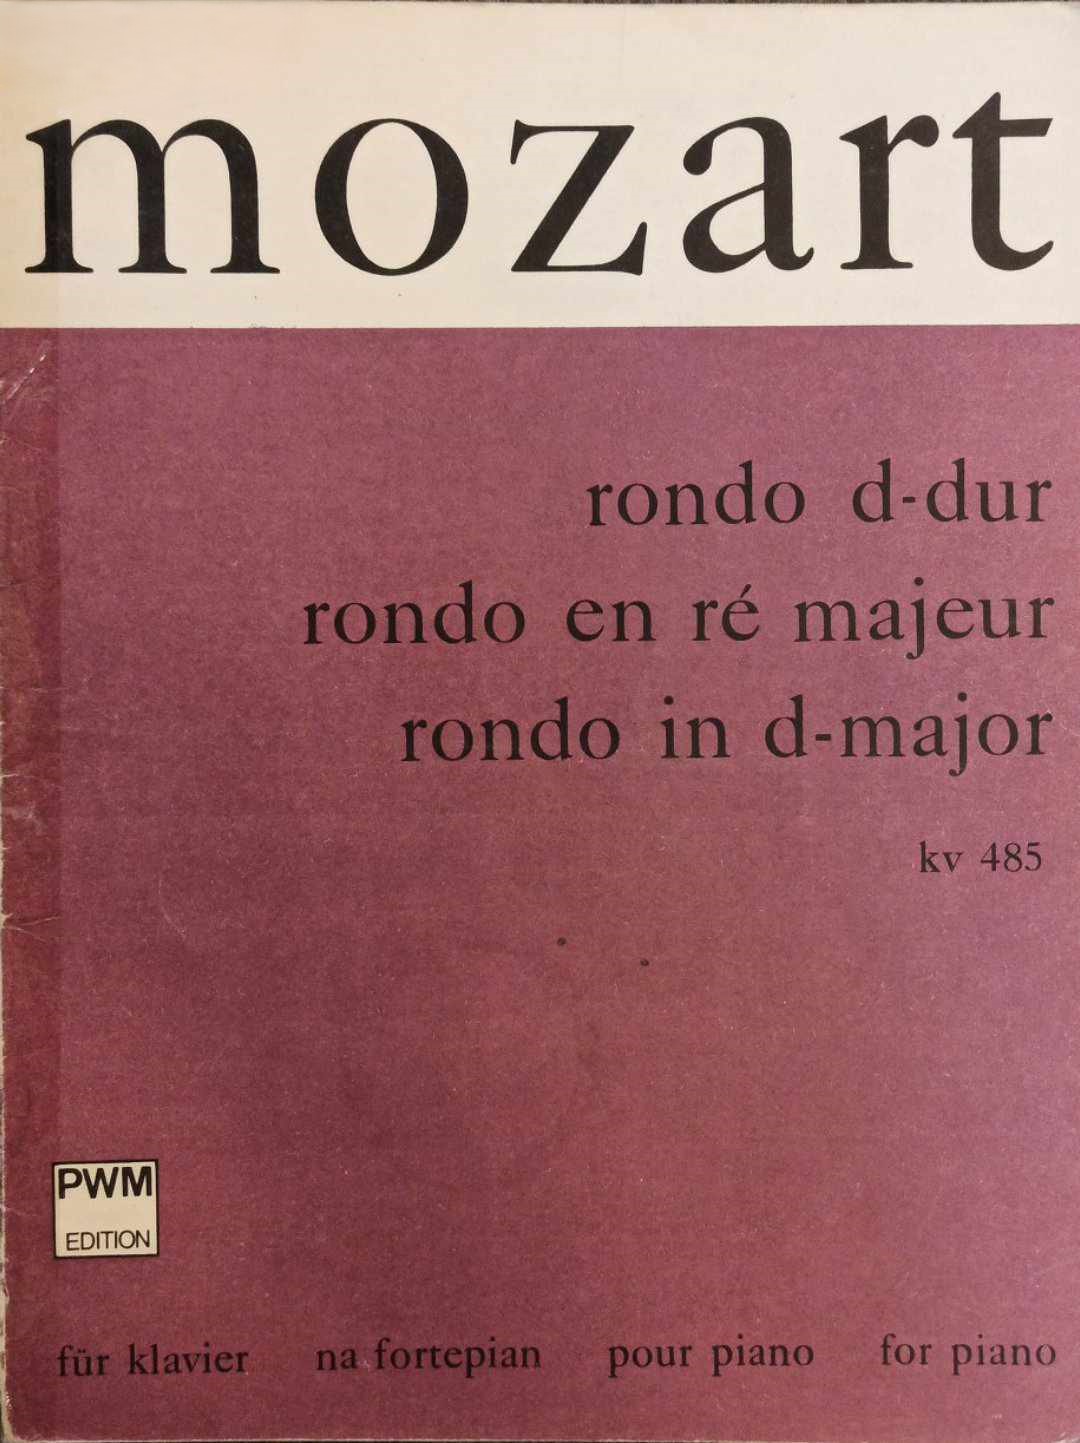 mozart
rondo d-dur
rondo en ré majeur
rondo in d-major
kv 485
PWM
EDITION
für klavier na fortepian pour piano for piano